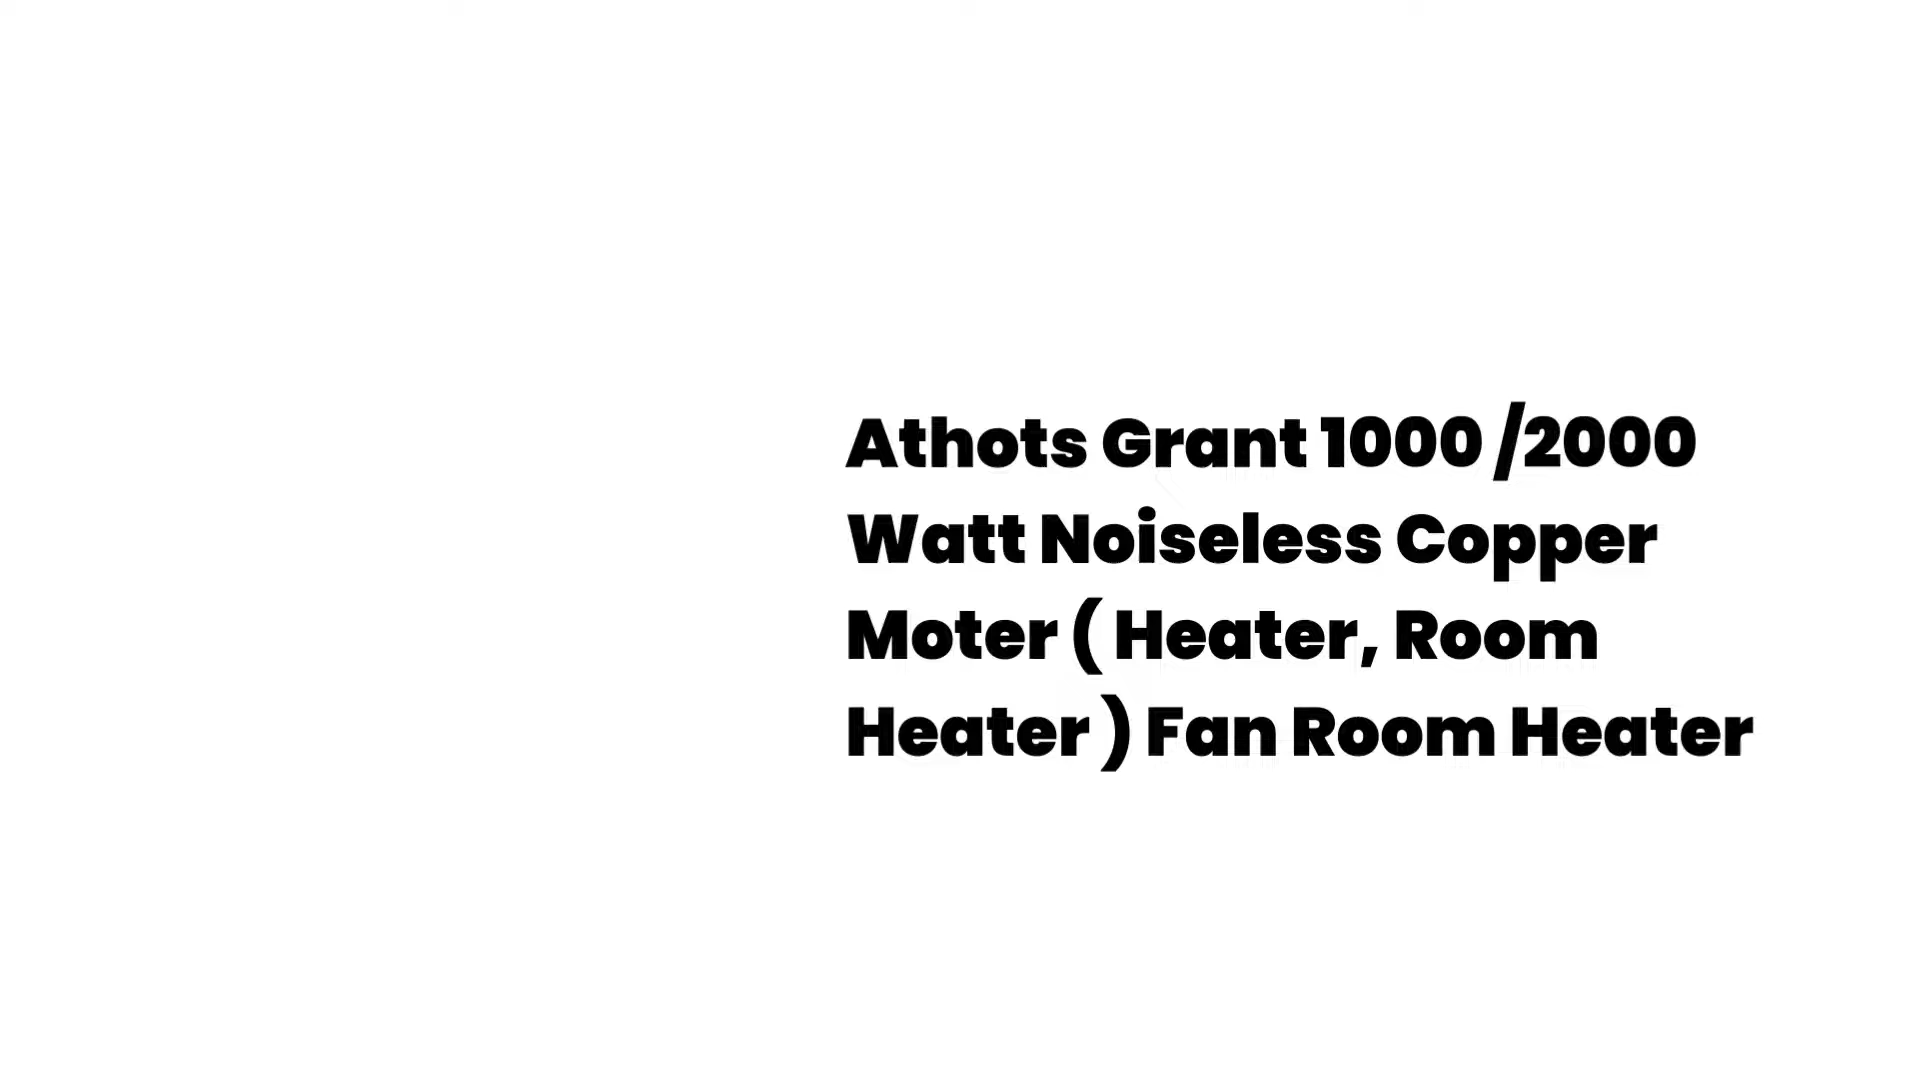 Athots Grant 1000 /2000
Watt Noiseless Copper
Moter ( Heater, Room
Heater ) Fan Room Heater